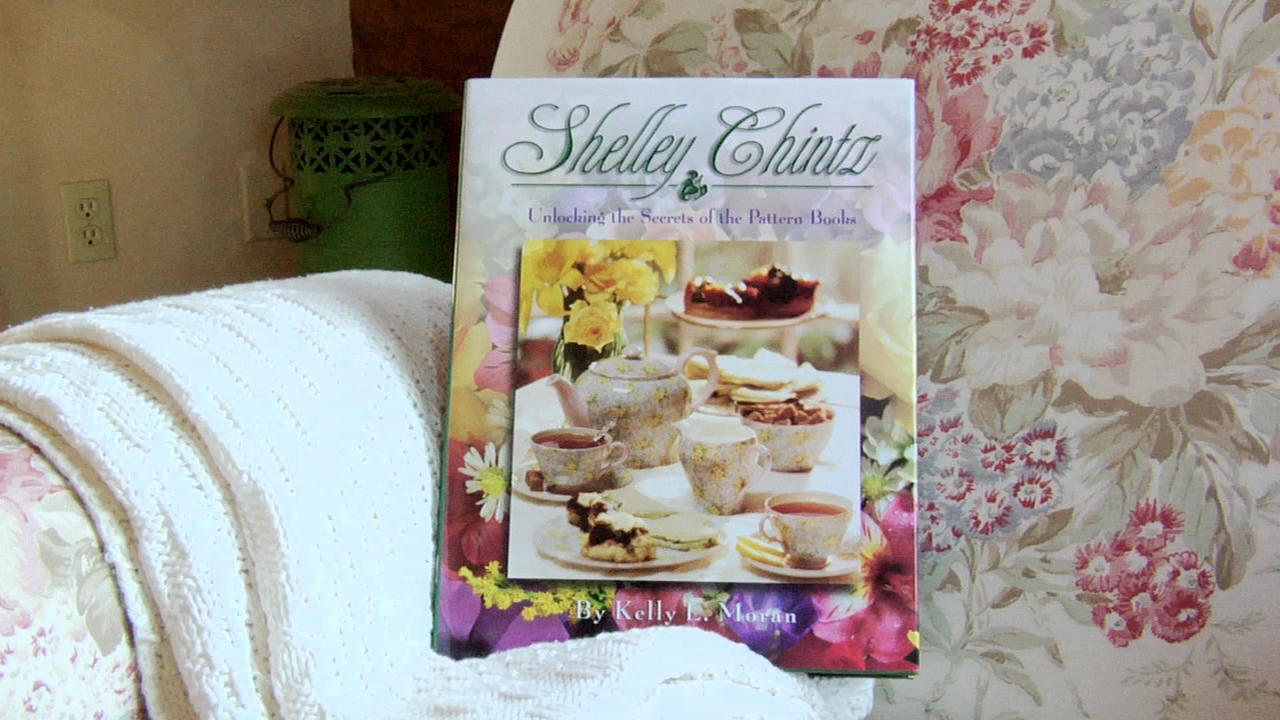 Shelley Chintz
Unlocking the Secrets of the Pattern Books
By Kelly L. Moran